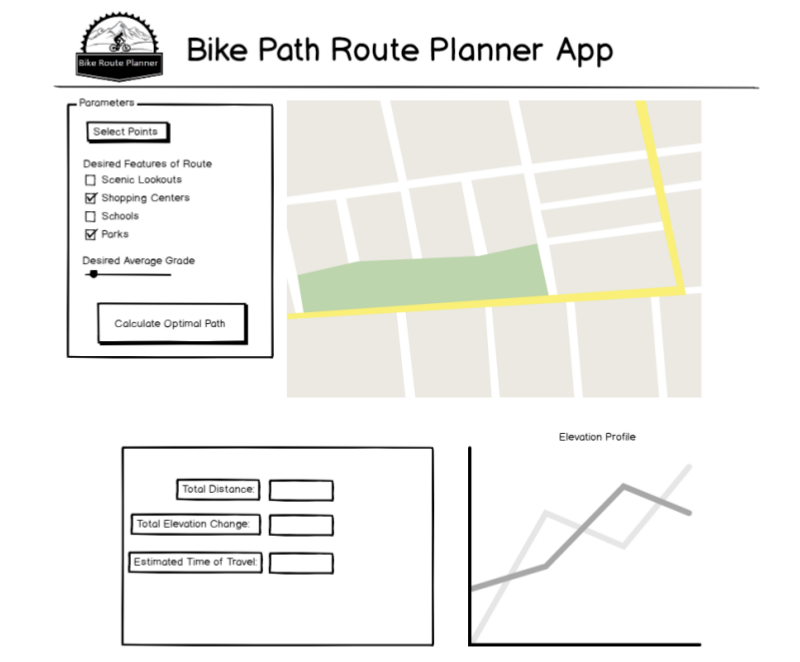 Bike Route Planner
Bike Path Route Planner App
Parameters
Select Points
Desired Features of Route
Scenic Lookouts
Shopping Centers
Schools
Parks
Desired Average Grade
Calculate Optimal Path
Total Distance:
Total Elevation Change:
Estimated Time of Travel:
Elevation Profile